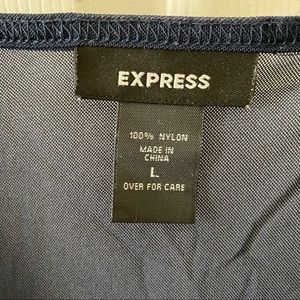 EXPRESS
100% NYLON
MADE IN
CHINA
L
OVER FOR CARE